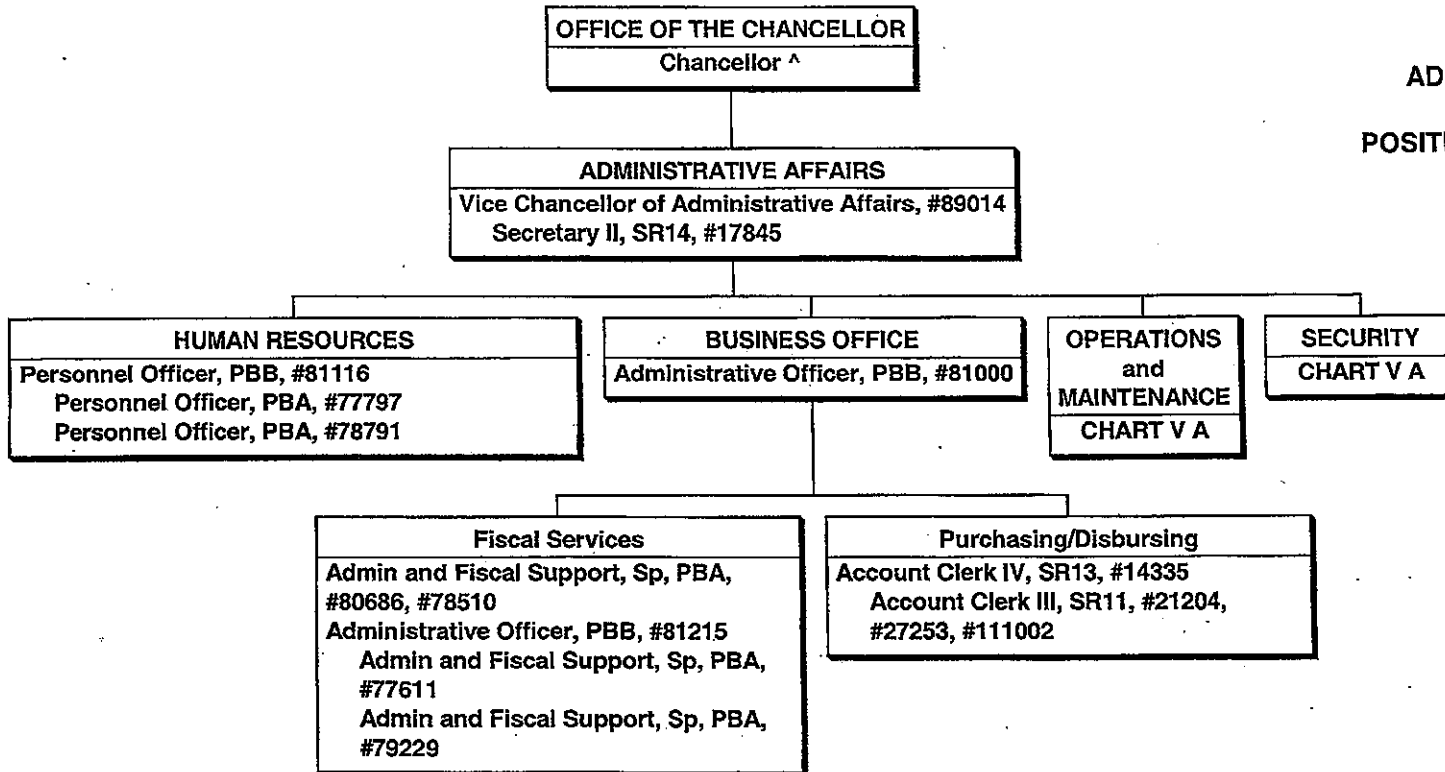 OFFICE OF THE CHANCELLOR
Chancellor ^
AD
POSIT
ADMINISTRATIVE AFFAIRS
Vice Chancellor of Administrative Affairs, #89014
Secretary II, SR14, #17845
HUMAN RESOURCES
Personnel Officer, PBB, #81116
Personnel Officer, PBA, #77797
Personnel Officer, PBA, #78791
BUSINESS OFFICE
Administrative Officer, PBB, #81000
OPERATIONS
and
MAINTENANCE
CHART V A
SECURITY
CHART V A
Fiscal Services
Admin and Fiscal Support, Sp, PBA,
#80686, #78510
Administrative Officer, PBB, #81215
Admin and Fiscal Support, Sp, PBA,
#77611
Admin and Fiscal Support, Sp, PBA,
#79229
Purchasing/Disbursing
Account Clerk IV, SR13, #14335
Account Clerk III, SR11, #21204,
#27253, #111002